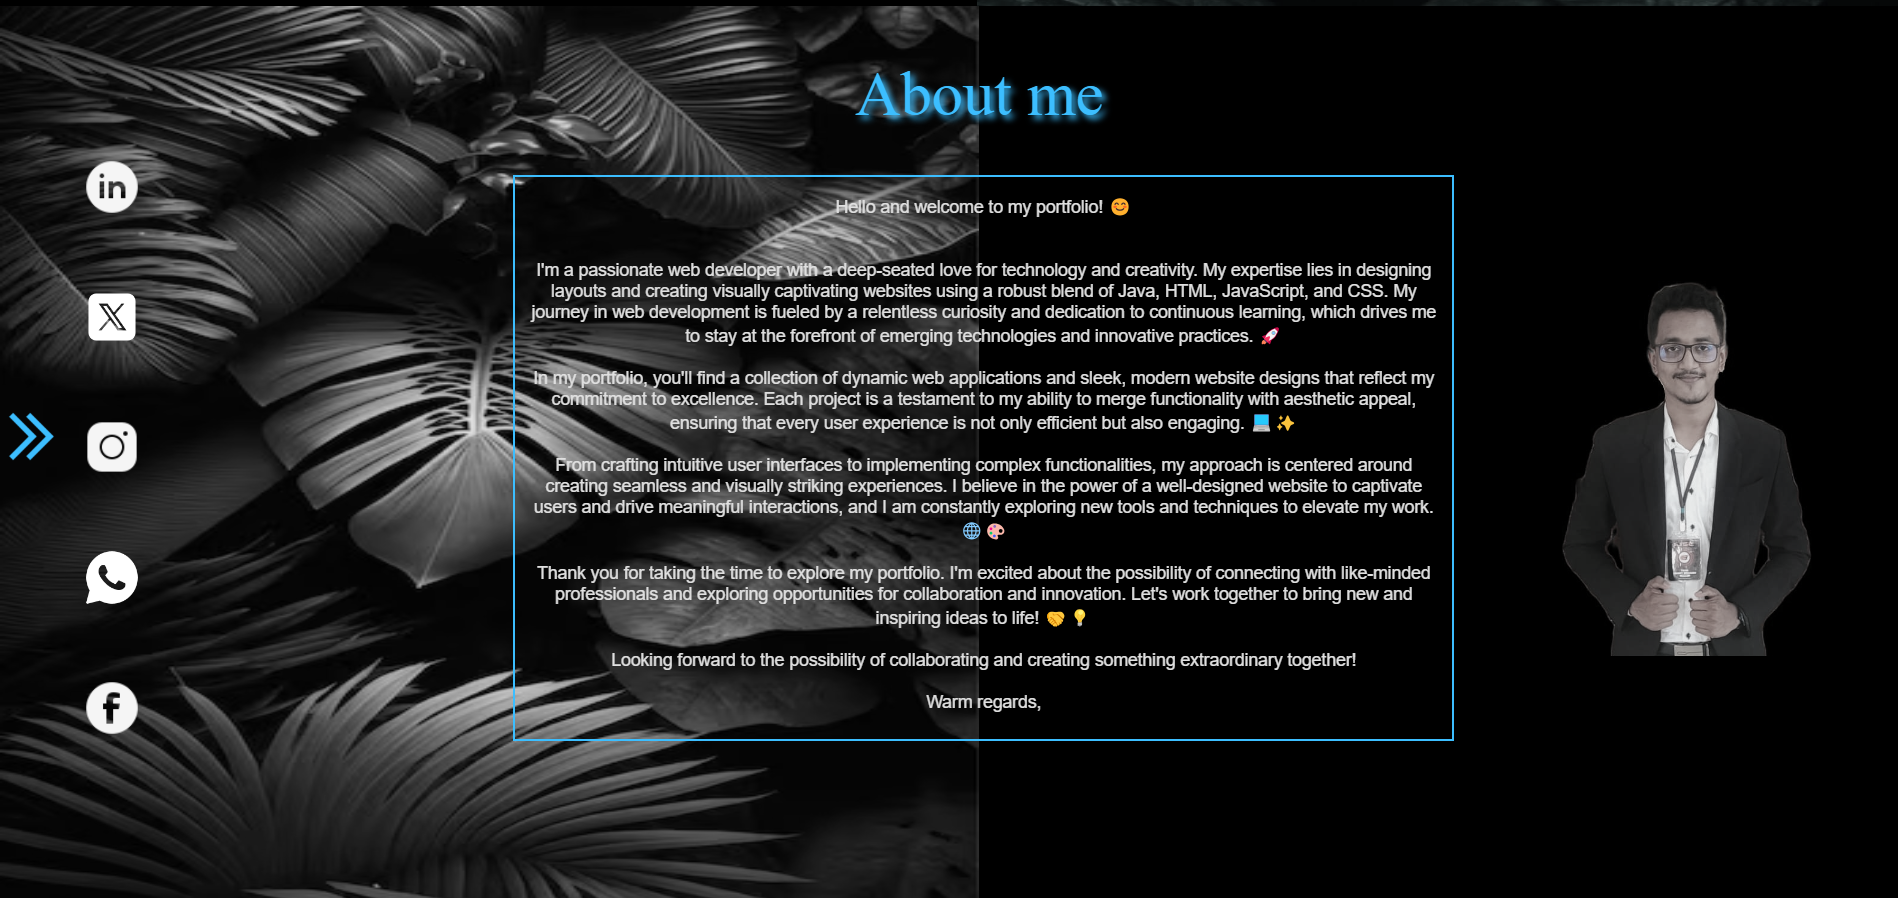 About me
Hello and welcome to my portfolio! 😊
I'm a passionate web developer with a deep-seated love for technology and creativity. My expertise lies in designing
layouts and creating visually captivating websites using a robust blend of Java, HTML, JavaScript, and CSS. My
journey in web development is fueled by a relentless curiosity and dedication to continuous learning, which drives me
to stay at the forefront of emerging technologies and innovative practices. 🚀
In my portfolio, you'll find a collection of dynamic web applications and sleek, modern website designs that reflect my
commitment to excellence. Each project is a testament to my ability to merge functionality with aesthetic appeal,
ensuring that every user experience is not only efficient but also engaging. 💻 ✨
From crafting intuitive user interfaces to implementing complex functionalities, my approach is centered around
creating seamless and visually striking experiences. I believe in the power of a well-designed website to captivate
users and drive meaningful interactions, and I am constantly exploring new tools and techniques to elevate my work.
🌐 🎨
Thank you for taking the time to explore my portfolio. I'm excited about the possibility of connecting with like-minded
professionals and exploring opportunities for collaboration and innovation. Let's work together to bring new and
inspiring ideas to life! 🤝 💡
Looking forward to the possibility of collaborating and creating something extraordinary together!
Warm regards,